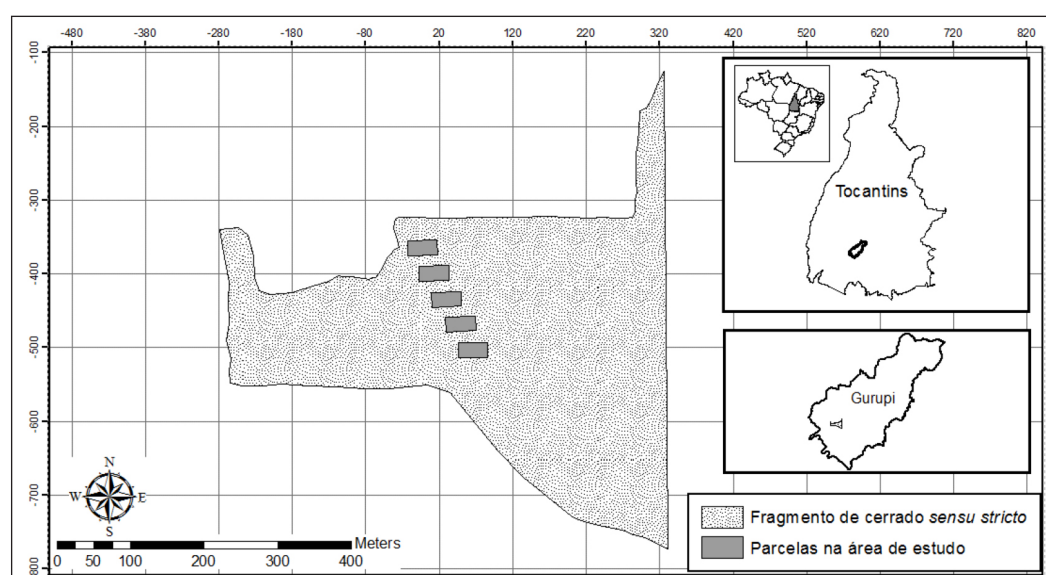 -480 -380 -280 -180 -80 20 120 220 320 420 520 620 720 820
-100
-200
-300
-400
-500
-600
-700
-800
Tocantins
Gurupi
N
W E
S
Meters
0 50 100 200 300 400
Fragmento de cerrado sensu stricto
Parcelas na área de estudo